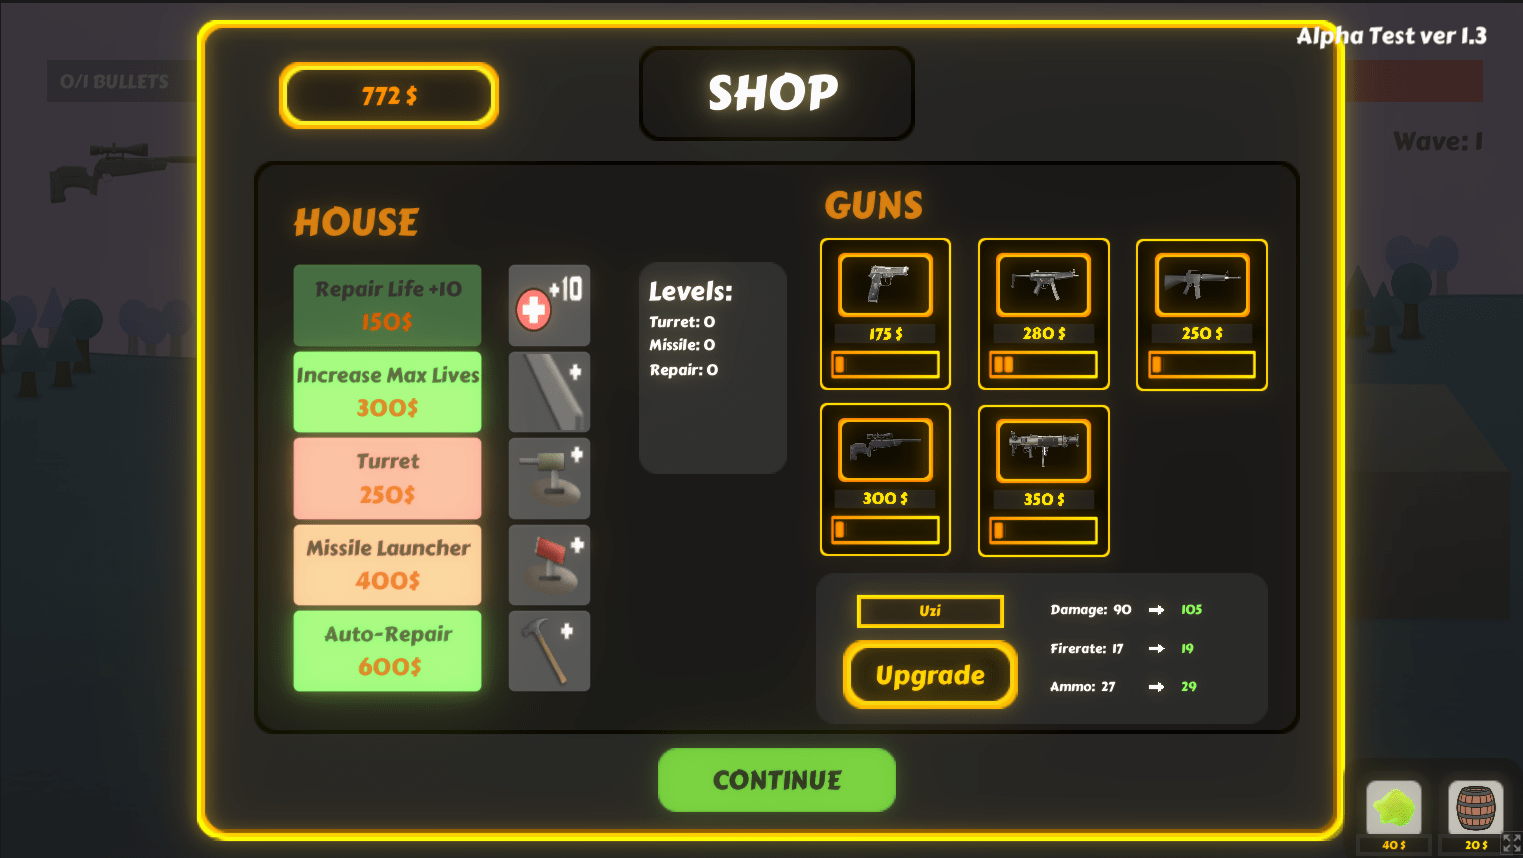 Alpha Test ver 1.3
0/1 BULLETS
772 $
SHOP
Wave: 1
HOUSE
Repair Life +10
150$
+10
Increase Max Lives
300$
Turret
250$
Missile Launcher
400$
Auto-Repair
600$
Levels:
Turret: 0
Missile: 0
Repair: 0
GUNS
175 $
280 $
250 $
300 $
350 $
Uzi
Upgrade
Damage: 90 → 105
Firerate: 17 → 19
Ammo: 27 → 29
CONTINUE
40 $
20 $